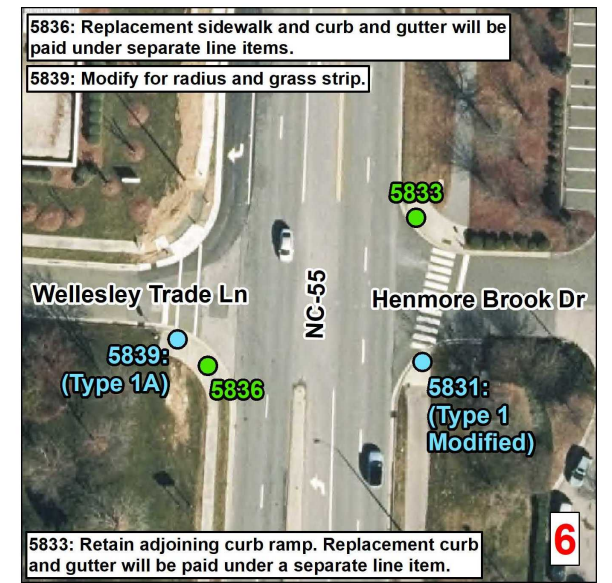 5836: Replacement sidewalk and curb and gutter will be
paid under separate line items.
5839: Modify for radius and grass strip.
5833
Wellesley Trade Ln
NC-55
Henmore Brook Dr
5839:
(Type 1A)
5836
5831:
(Type 1
Modified)
5833: Retain adjoining curb ramp. Replacement curb
and gutter will be paid under a separate line item.
6